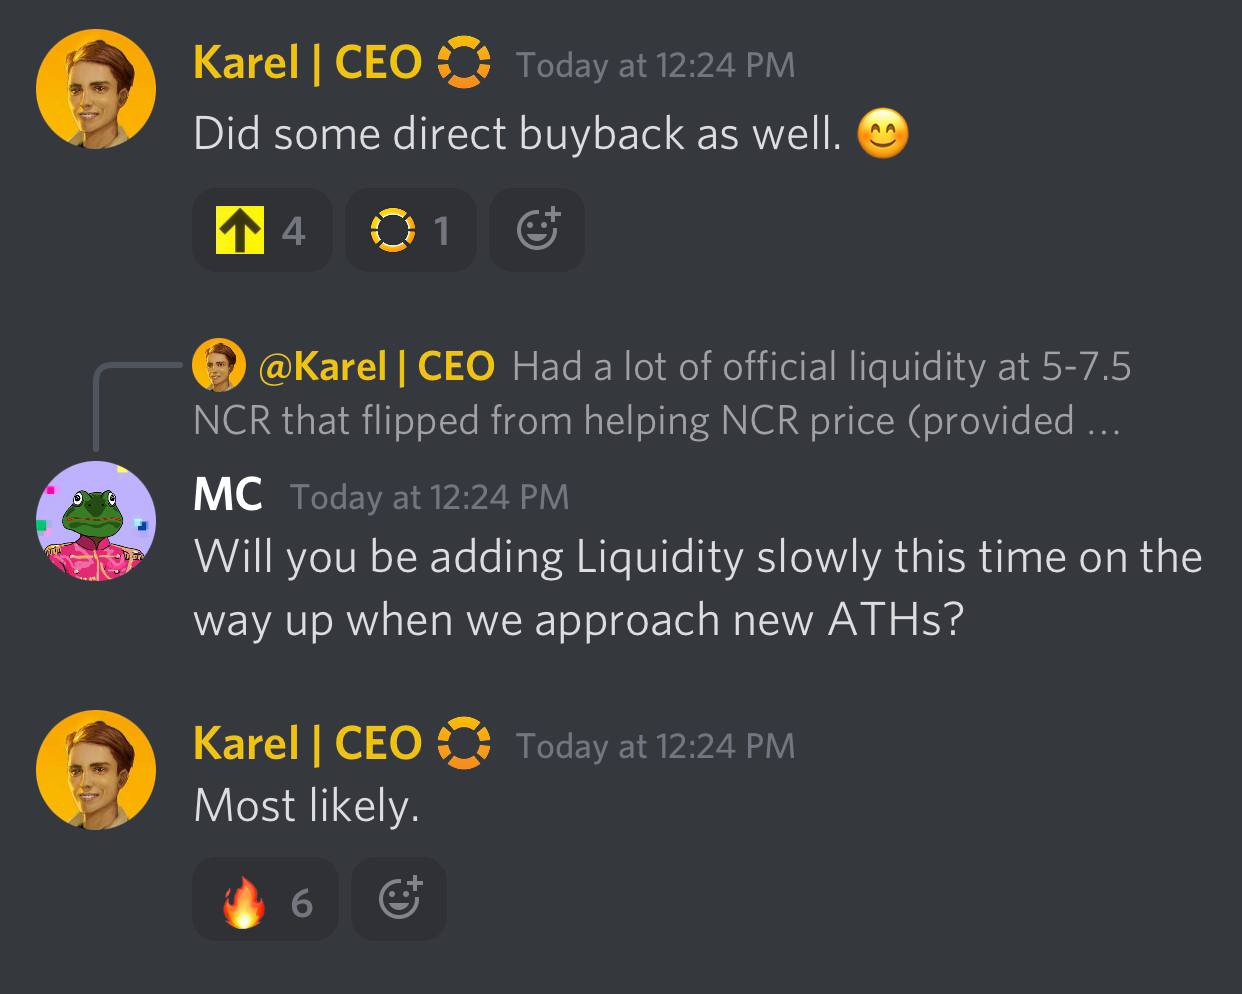 Karel | CEO Today at 12:24 PM
Did some direct buyback as well. 😊
4 1
@Karel | CEO Had a lot of official liquidity at 5-7.5
NCR that flipped from helping NCR price (provided ...
MC Today at 12:24 PM
Will you be adding Liquidity slowly this time on the
way up when we approach new ATHs?
Karel | CEO Today at 12:24 PM
Most likely.
🔥 6